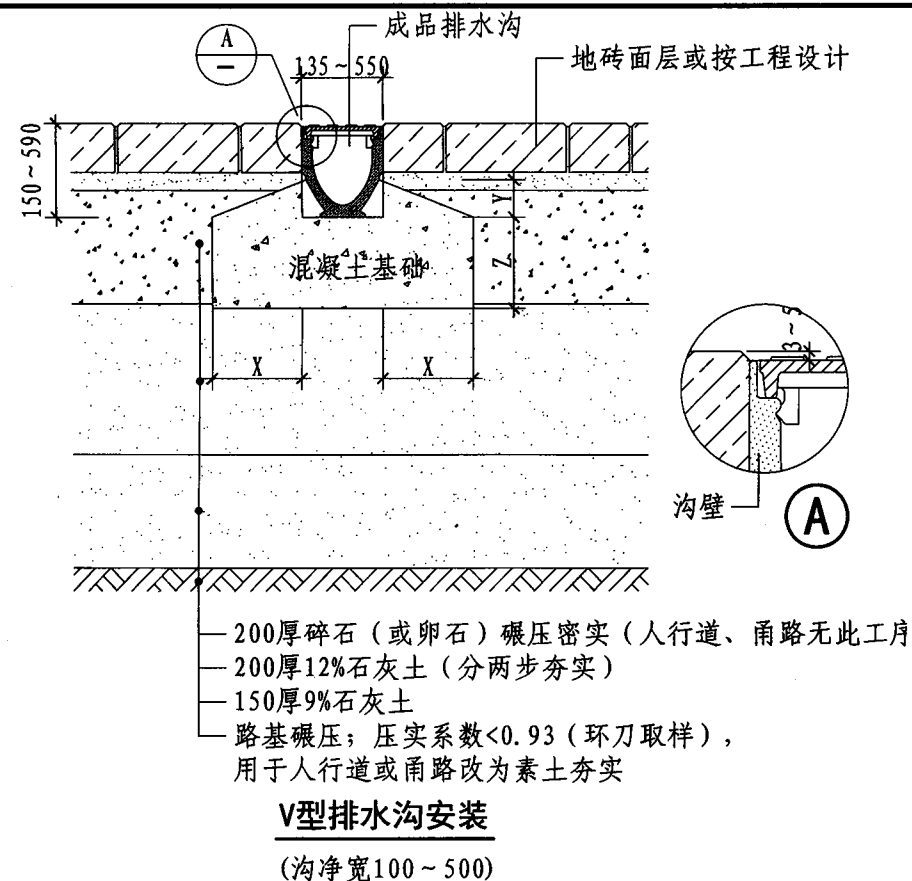 成品排水沟
A
—
135~550
地砖面层或按工程设计
150~590
Y
混凝土基础
Z
X
X
3~5
沟壁
A
200厚碎石（或卵石）碾压密实（人行道、甬路无此工序
200厚12%石灰土（分两步夯实）
150厚9%石灰土
路基碾压；压实系数<0.93（环刀取样），
用于人行道或甬路改为素土夯实
V型排水沟安装
(沟净宽100~500)